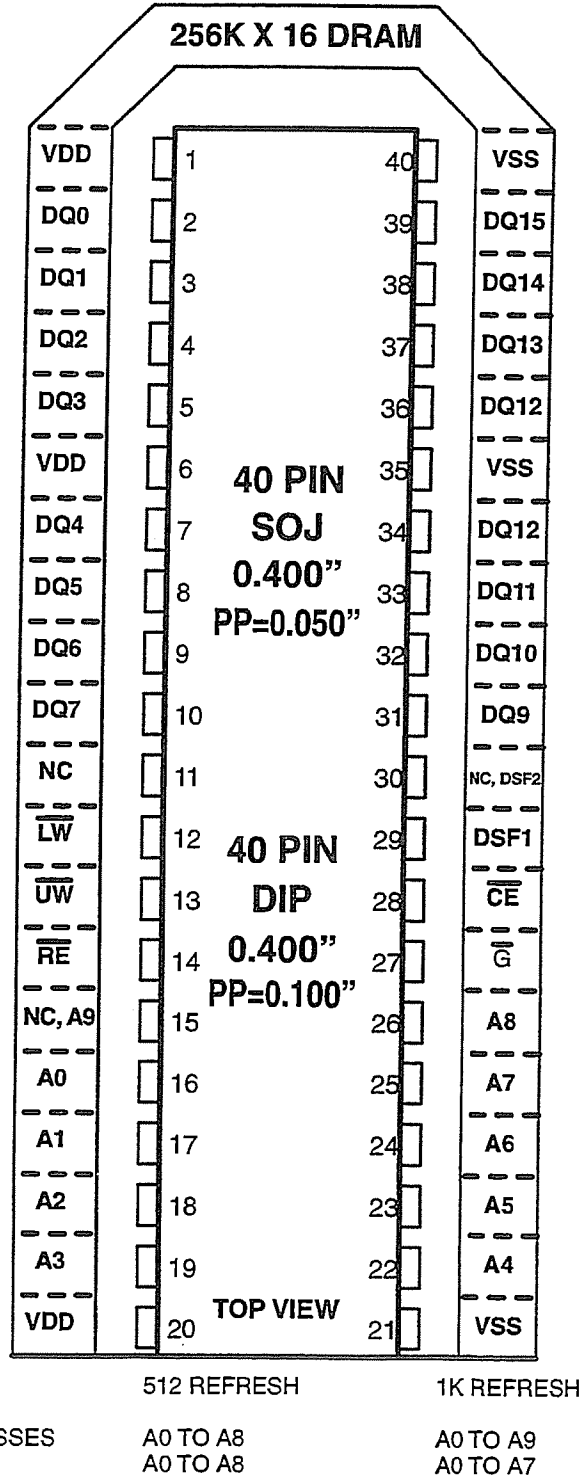 256K X 16 DRAM
VDD 1 40 VSS
DQ0 2 39 DQ15
DQ1 3 38 DQ14
DQ2 4 37 DQ13
DQ3 5 36 DQ12
VDD 6 35 VSS
40 PIN
DQ4 7 34 DQ12
SOJ
DQ5 8 33 DQ11
0.400”
PP=0.050”
DQ6 9 32 DQ10
DQ7 10 31 DQ9
NC 11 30 NC, DSF2
LW 12 29 DSF1
40 PIN
UW 13 28 CE
DIP
RE 14 27 G
0.400”
PP=0.100”
NC, A9 15 26 A8
A0 16 25 A7
A1 17 24 A6
A2 18 23 A5
A3 19 22 A4
VDD 20 TOP VIEW 21 VSS
512 REFRESH 1K REFRESH
SSES A0 TO A8 A0 TO A9
A0 TO A8 A0 TO A7